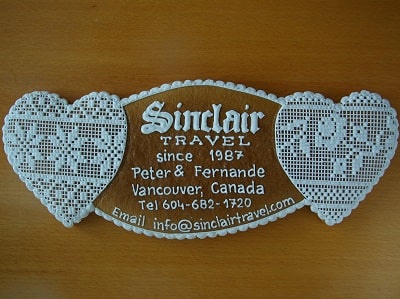 Sinclair
TRAVEL
since 1987
Peter & Fernande
Vancouver, Canada
Tel 604-682-1720
Email info@sinclairtravel.com